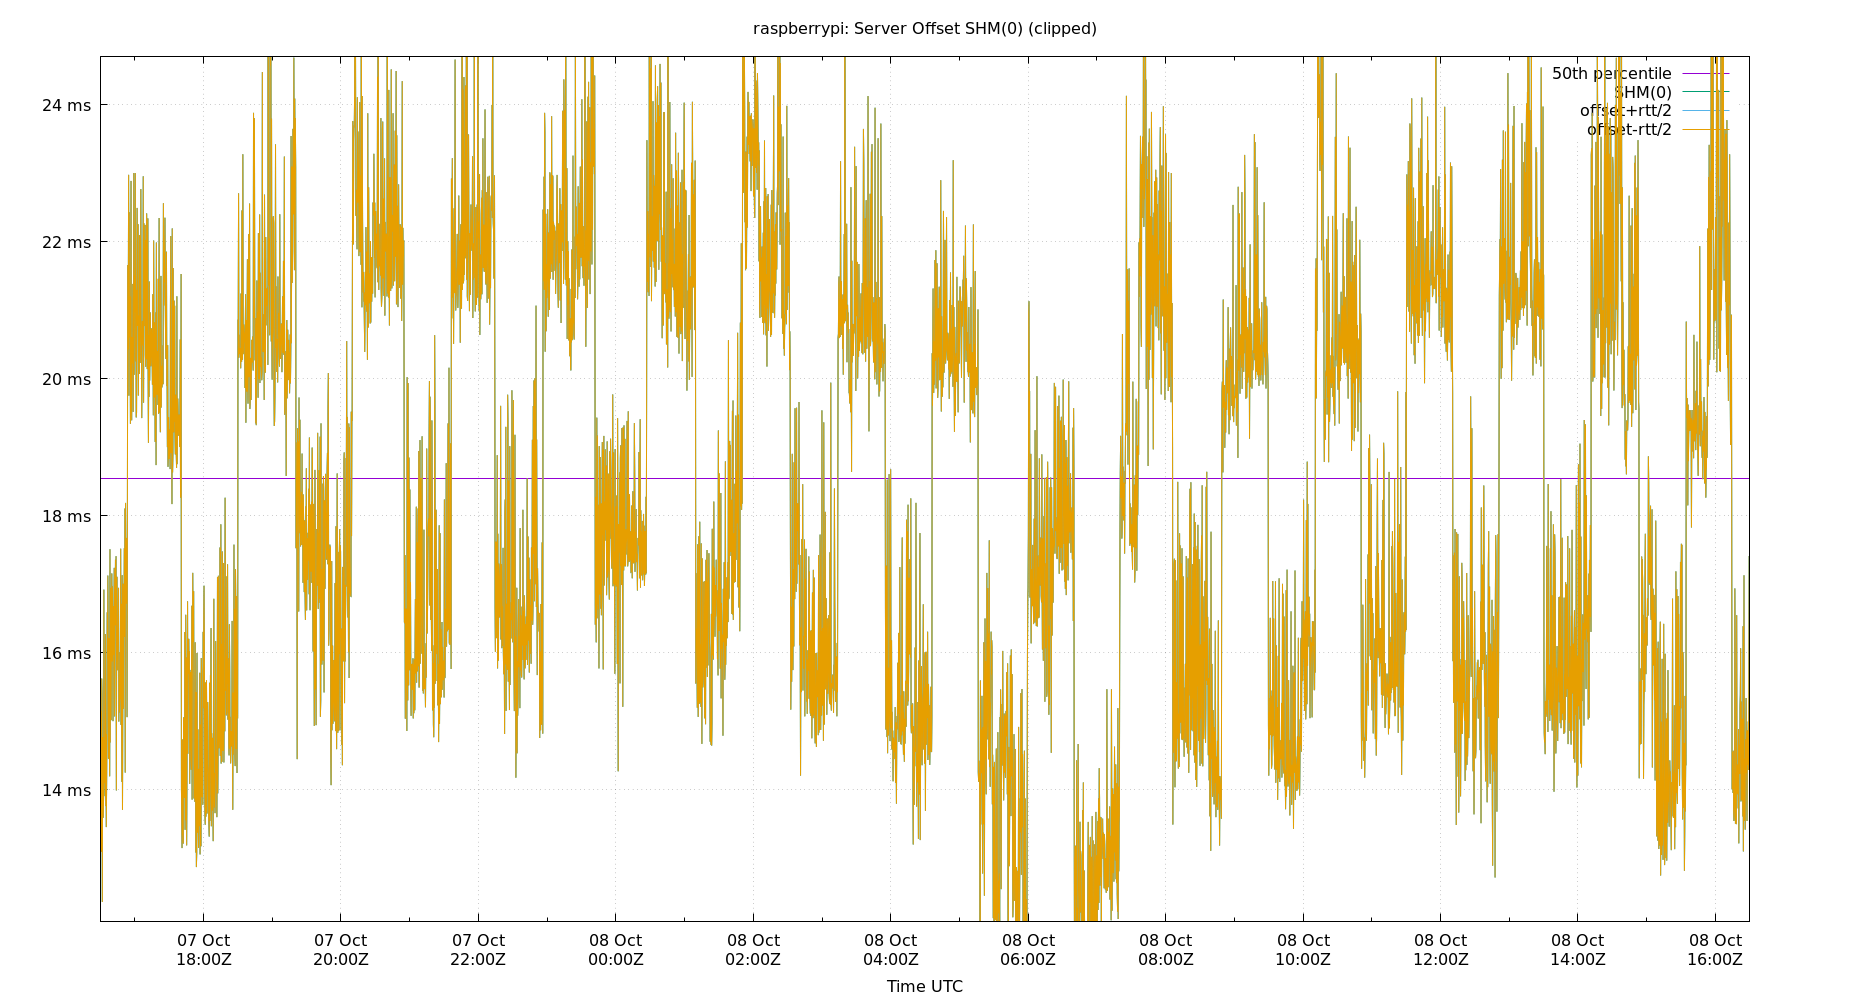 raspberrypi: Server Offset SHM(0) (clipped)
50th percentile
SHM(0)
offset+rtt/2
offset-rtt/2
24 ms
22 ms
20 ms
18 ms
16 ms
14 ms
07 Oct 07 Oct 07 Oct 08 Oct 08 Oct 08 Oct 08 Oct 08 Oct 08 Oct 08 Oct 08 Oct 08 Oct
18:00Z 20:00Z 22:00Z 00:00Z 02:00Z 04:00Z 06:00Z 08:00Z 10:00Z 12:00Z 14:00Z 16:00Z
Time UTC